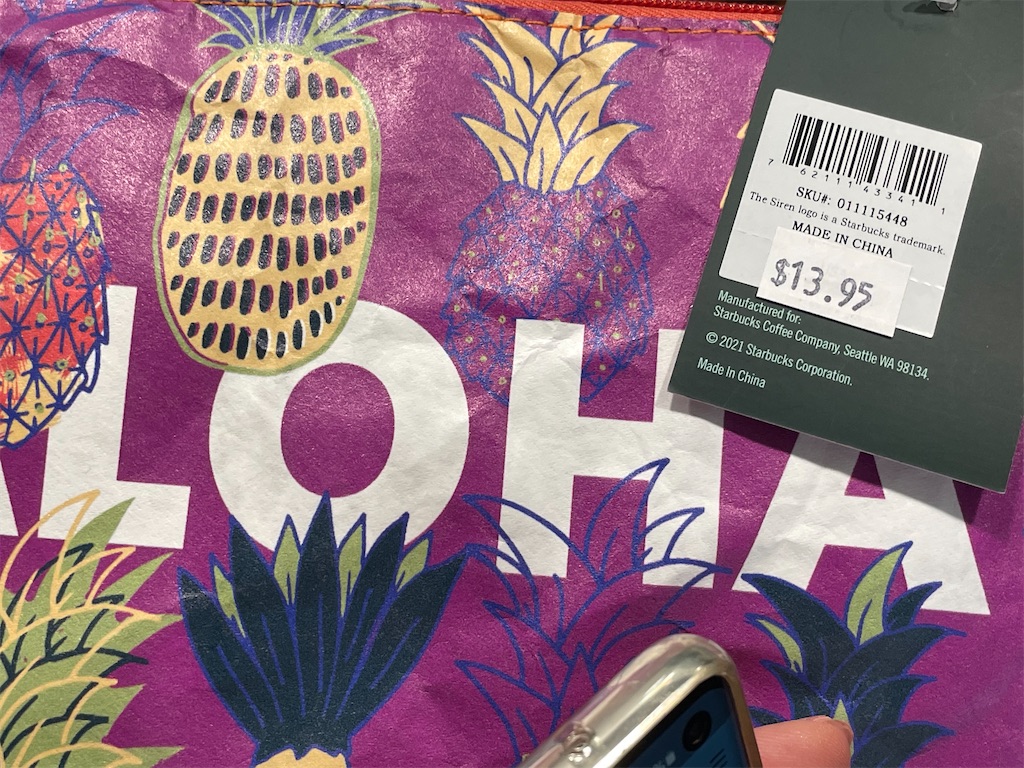 ALOHA
7 62111 43341 1
SKU#: 011115448
The Siren logo is a Starbucks trademark.
MADE IN CHINA
$13.95
Manufactured for:
Starbucks Coffee Company, Seattle WA 98134.
© 2021 Starbucks Corporation.
Made In China